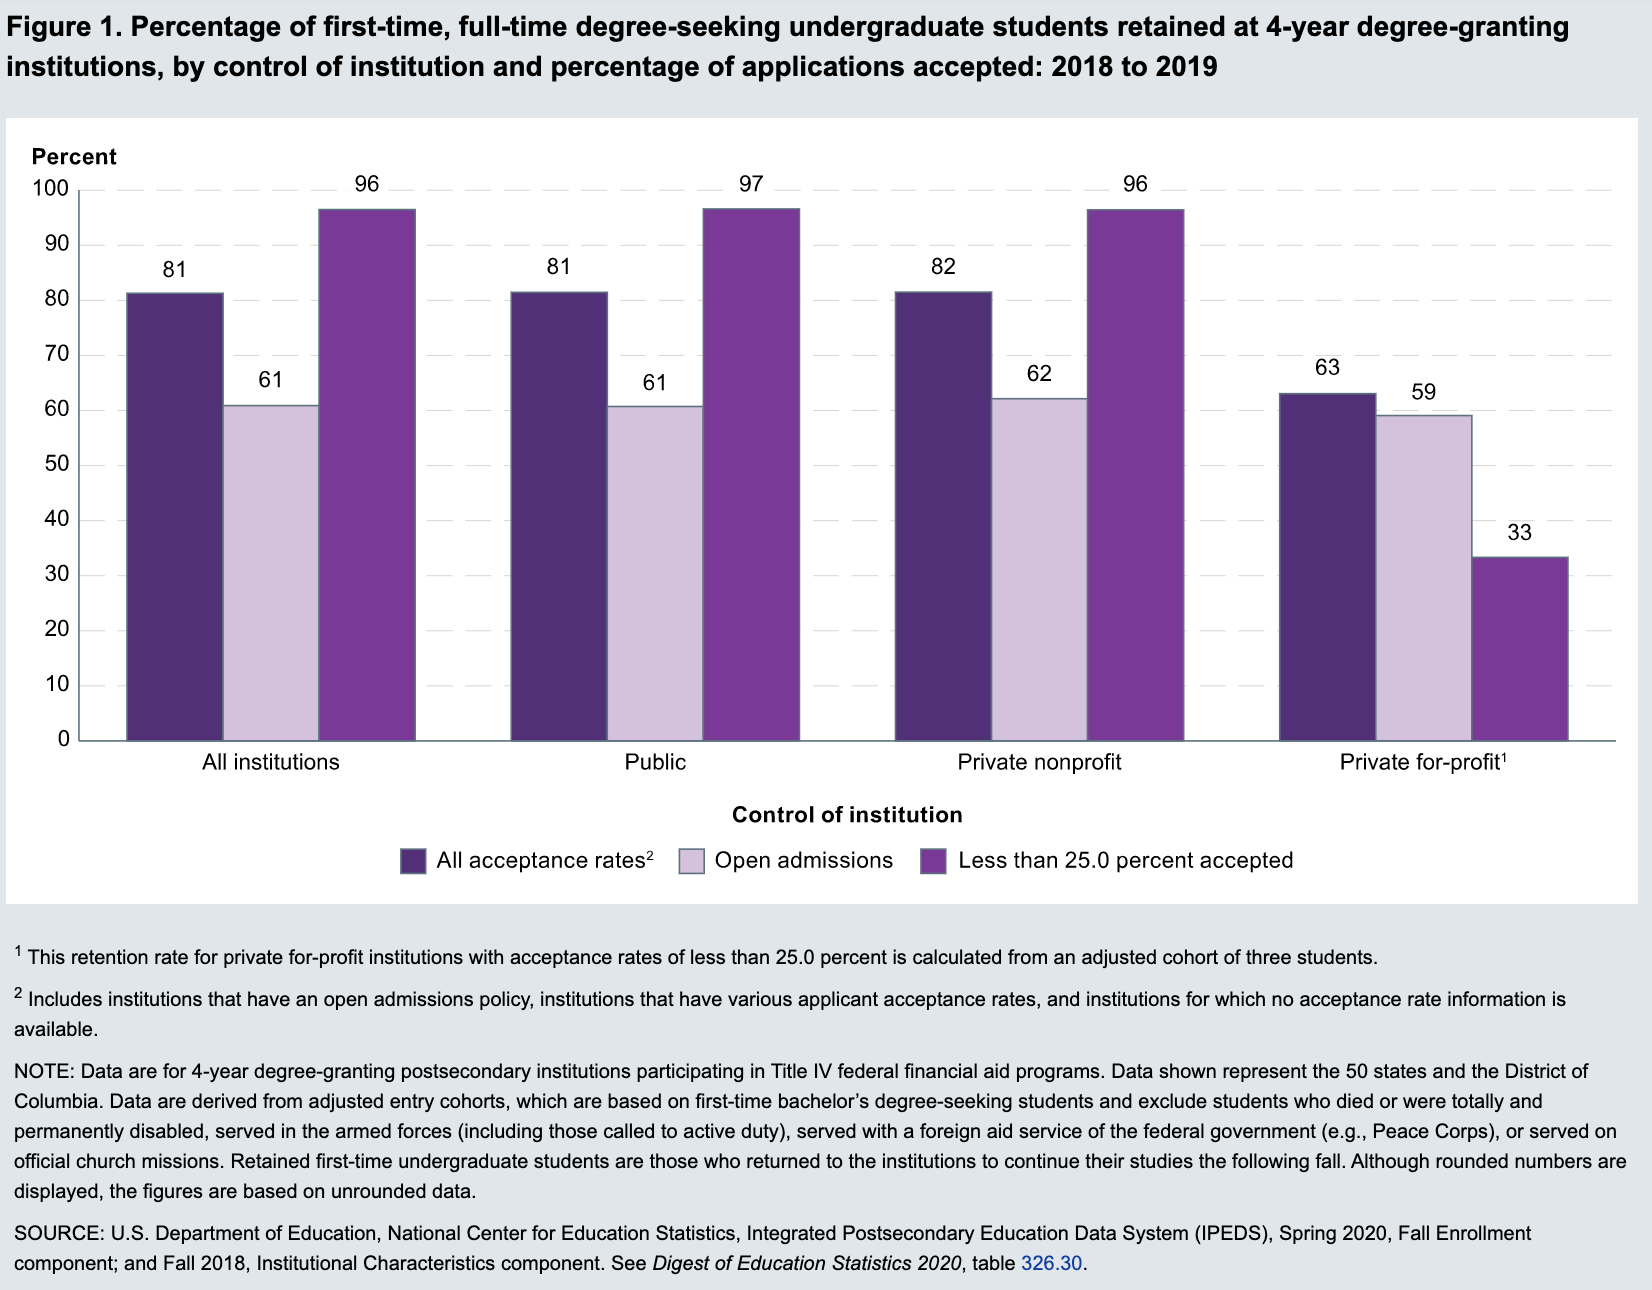 Figure 1. Percentage of first-time, full-time degree-seeking undergraduate students retained at 4-year degree-granting
institutions, by control of institution and percentage of applications accepted: 2018 to 2019
Percent
100
90
80
70
60
50
40
30
20
10
0
81
61
96
81
61
97
82
62
96
63
59
33
All institutions
Public
Private nonprofit
Private for-profit¹
Control of institution
All acceptance rates²
Open admissions
Less than 25.0 percent accepted
¹ This retention rate for private for-profit institutions with acceptance rates of less than 25.0 percent is calculated from an adjusted cohort of three students.
² Includes institutions that have an open admissions policy, institutions that have various applicant acceptance rates, and institutions for which no acceptance rate information is
available.
NOTE: Data are for 4-year degree-granting postsecondary institutions participating in Title IV federal financial aid programs. Data shown represent the 50 states and the District of
Columbia. Data are derived from adjusted entry cohorts, which are based on first-time bachelor’s degree-seeking students and exclude students who died or were totally and
permanently disabled, served in the armed forces (including those called to active duty), served with a foreign aid service of the federal government (e.g., Peace Corps), or served on
official church missions. Retained first-time undergraduate students are those who returned to the institutions to continue their studies the following fall. Although rounded numbers are
displayed, the figures are based on unrounded data.
SOURCE: U.S. Department of Education, National Center for Education Statistics, Integrated Postsecondary Education Data System (IPEDS), Spring 2020, Fall Enrollment
component; and Fall 2018, Institutional Characteristics component. See Digest of Education Statistics 2020, table 326.30.